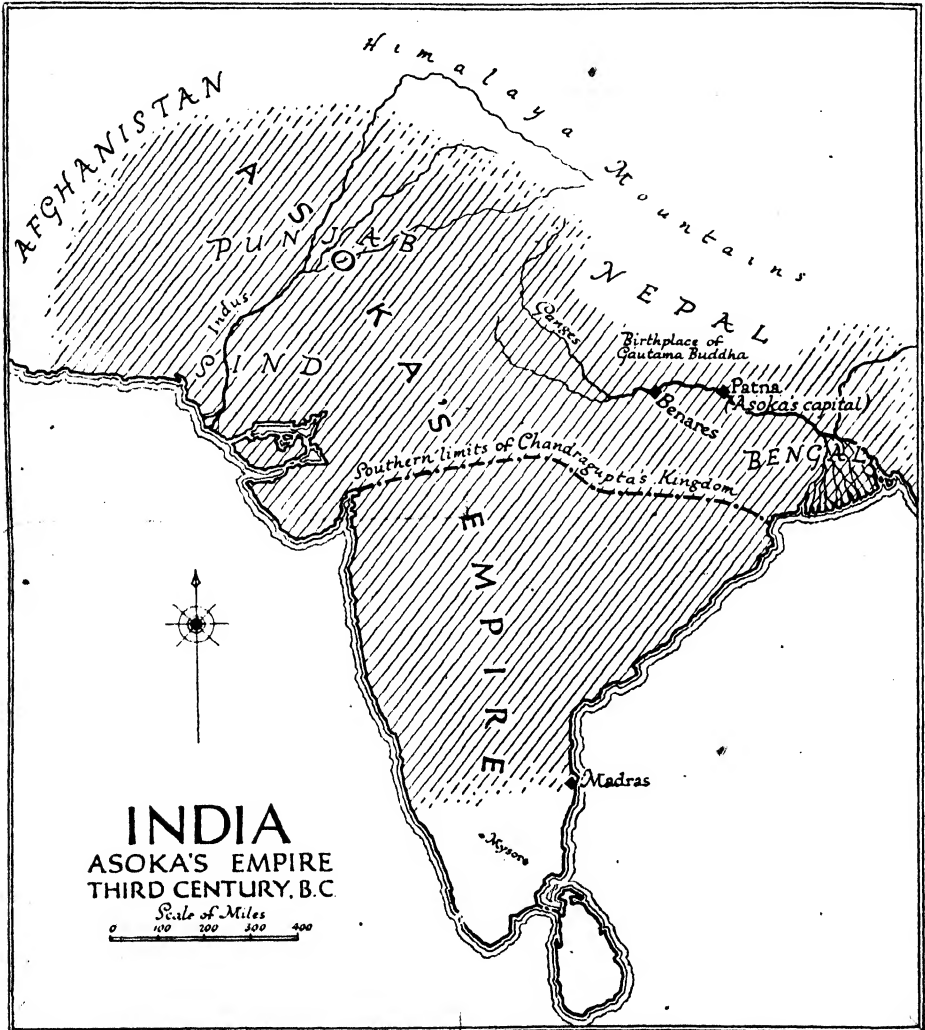 Himalaya Mountains
AFGHANISTAN
ASOKA'S EMPIRE
PUNJAB
NEPAL
Indus
SIND
Ganges
Birthplace of
Gautama Buddha
Patna
(Asoka's capital)
Benares
BENGAL
Southern limits of Chandragupta's Kingdom
Madras
Mysore
INDIA
ASOKA'S EMPIRE
THIRD CENTURY, B.C.
Scale of Miles
0 100 200 300 400